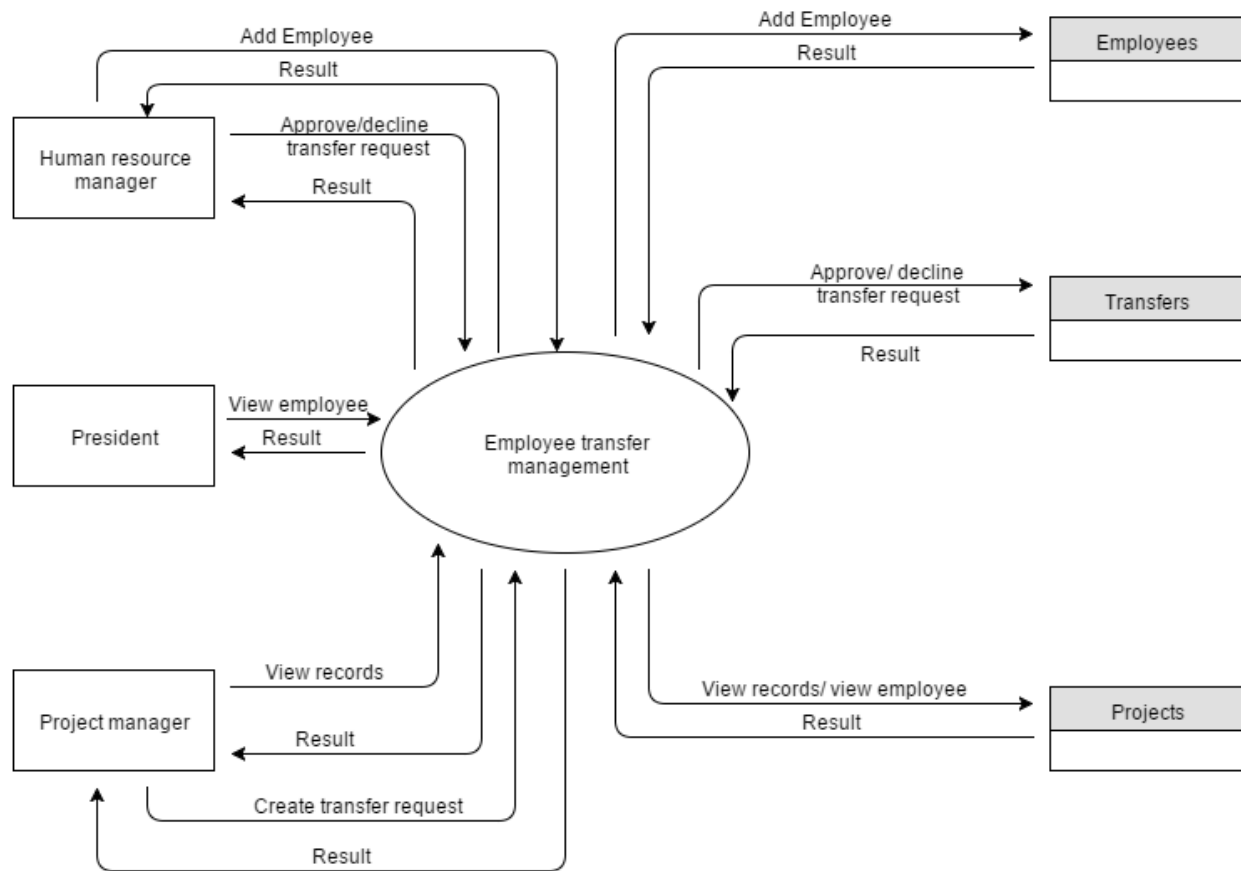 Add Employee
Result
Approve/decline
transfer request
Result
Human resource
manager
Add Employee
Result
Employees
Approve/ decline
transfer request
Result
Transfers
View employee
Result
President
Employee transfer
management
View records
Result
Project manager
Create transfer request
Result
View records/ view employee
Result
Projects